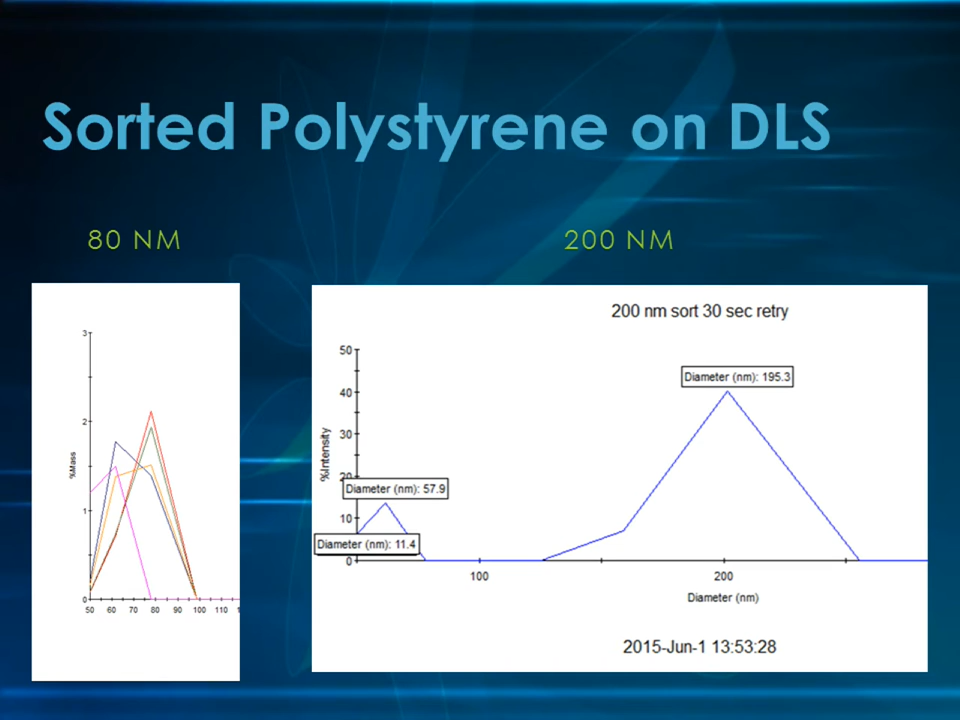 Sorted Polystyrene on DLS
80 NM
200 NM
3
2
1
0
%Mass
50 60 70 80 90 100 110
200 nm sort 30 sec retry
50
40
30
20
10
0
%Intensity
Diameter (nm): 195.3
Diameter (nm): 57.9
Diameter (nm): 11.4
100 200
Diameter (nm)
2015-Jun-1 13:53:28